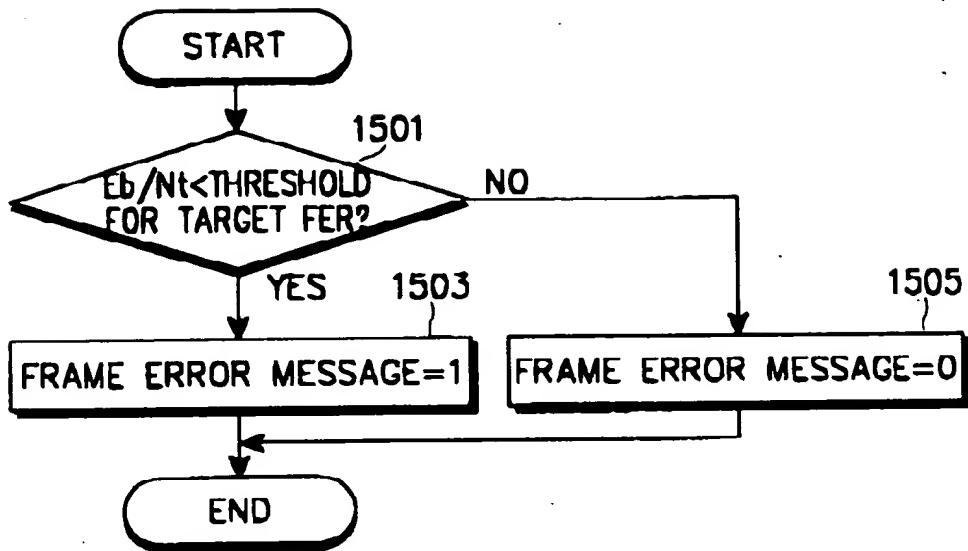 START
1501
Eb/Nt<THRESHOLD
FOR TARGET FER?
NO
YES
1503
1505
FRAME ERROR MESSAGE=1
FRAME ERROR MESSAGE=0
END